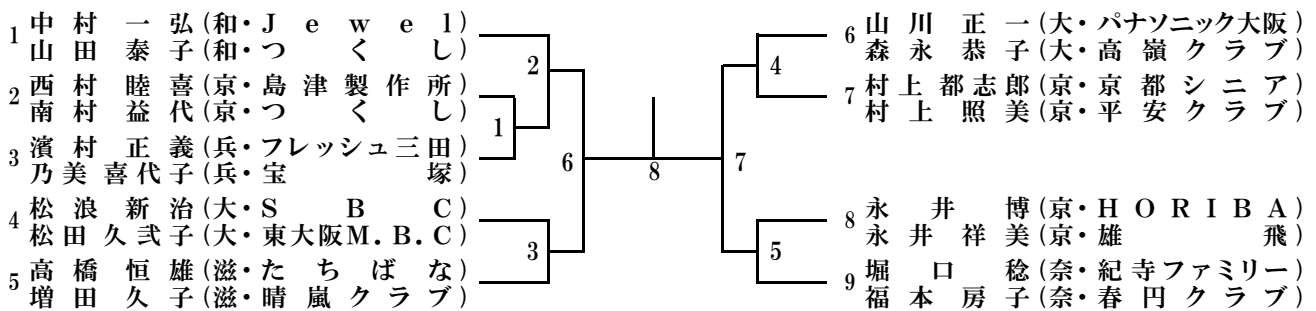 1 中村一弘(和・Jewel)
山田泰子(和・つくし)
2 西村睦喜(京・島津製作所)
南村益代(京・つくし)
3 濱村正義(兵・フレッシュ三田)
乃美喜代子(兵・宝塚)
4 松浪新治(大・SBC)
松田久弐子(大・東大阪M.B.C)
5 高橋恒雄(滋・たちばな)
増田久子(滋・晴嵐クラブ)
2
1
6
3
8
7
4
5
6 山川正一(大・パナソニック大阪)
森永恭子(大・高嶺クラブ)
7 村上都志郎(京・京都シニア)
村上照美(京・平安クラブ)
8 永井博(京・HORIBA)
永井祥美(京・雄飛)
9 堀口稔(奈・紀寺ファミリー)
福本房子(奈・春円クラブ)